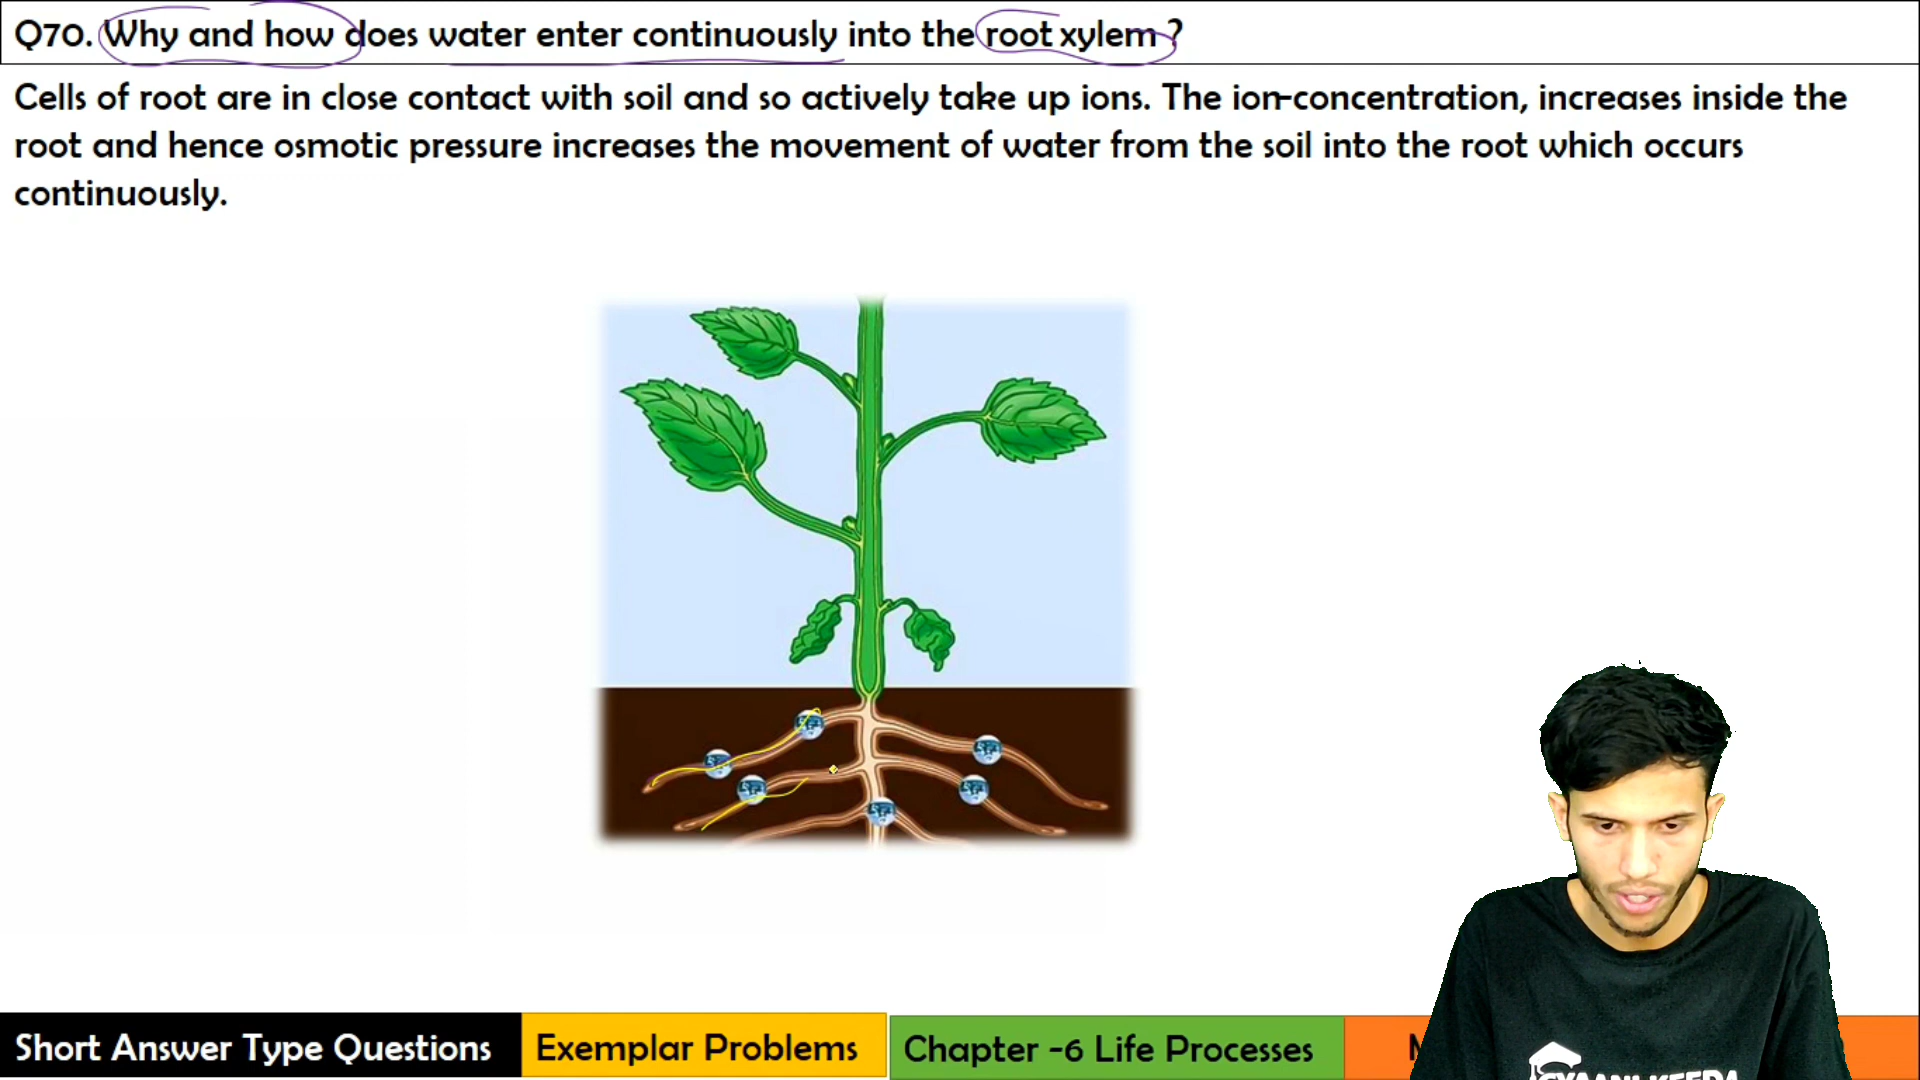 Q70. Why and how does water enter continuously into the root xylem ?
Cells of root are in close contact with soil and so actively take up ions. The ion-concentration, increases inside the
root and hence osmotic pressure increases the movement of water from the soil into the root which occurs
continuously.
Short Answer Type Questions
Exemplar Problems
Chapter -6 Life Processes